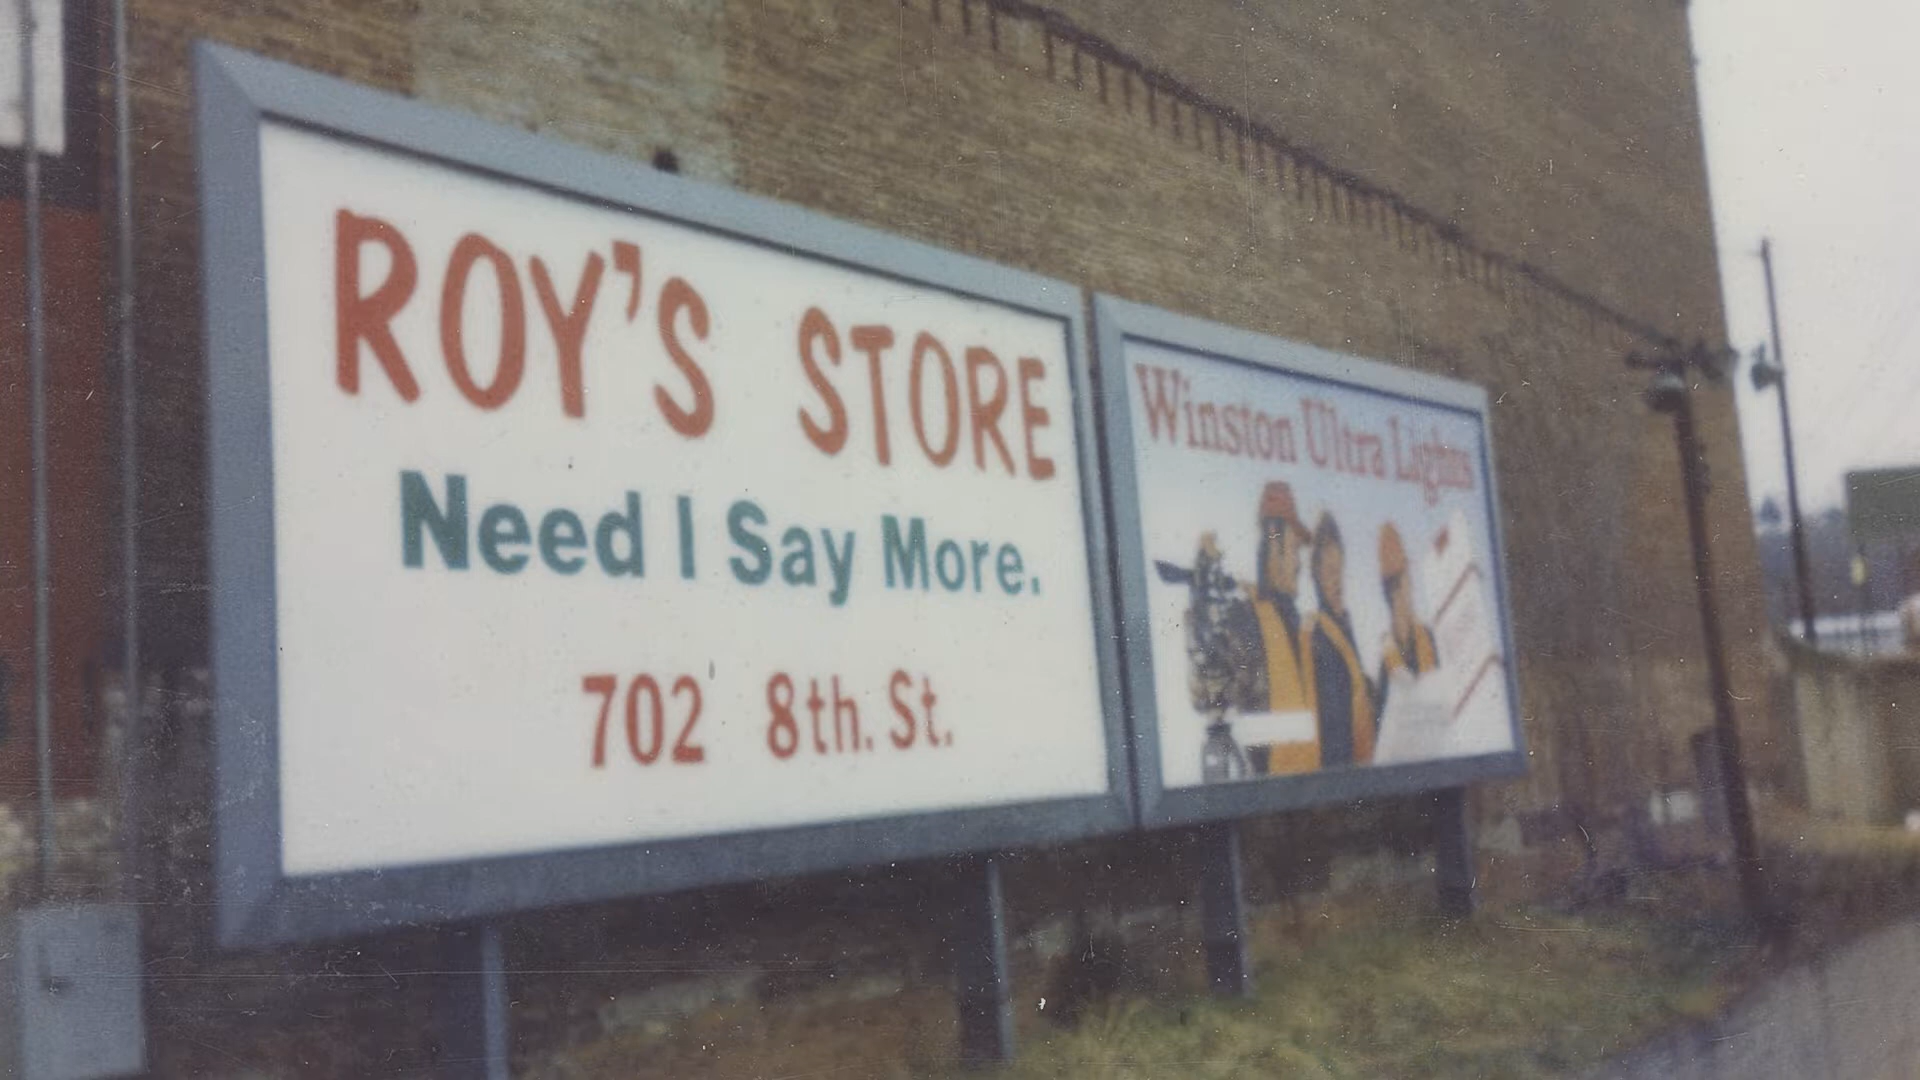 ROY'S STORE
Need I Say More.
702 8th. St.
Winston Ultra Lights